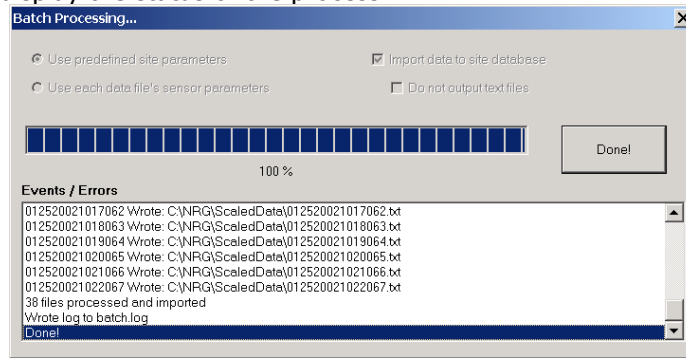 Batch Processing...
Use predefined site parameters
Import data to site database
Use each data file's sensor parameters
Do not output text files
Done!
100 %
Events / Errors
012520021017062 Wrote: C:\NRG\ScaledData\012520021017062.txt
012520021018063 Wrote: C:\NRG\ScaledData\012520021018063.txt
012520021019064 Wrote: C:\NRG\ScaledData\012520021019064.txt
012520021020065 Wrote: C:\NRG\ScaledData\012520021020065.txt
012520021021066 Wrote: C:\NRG\ScaledData\012520021021066.txt
012520021022067 Wrote: C:\NRG\ScaledData\012520021022067.txt
38 files processed and imported
Wrote log to batch.log
Done!